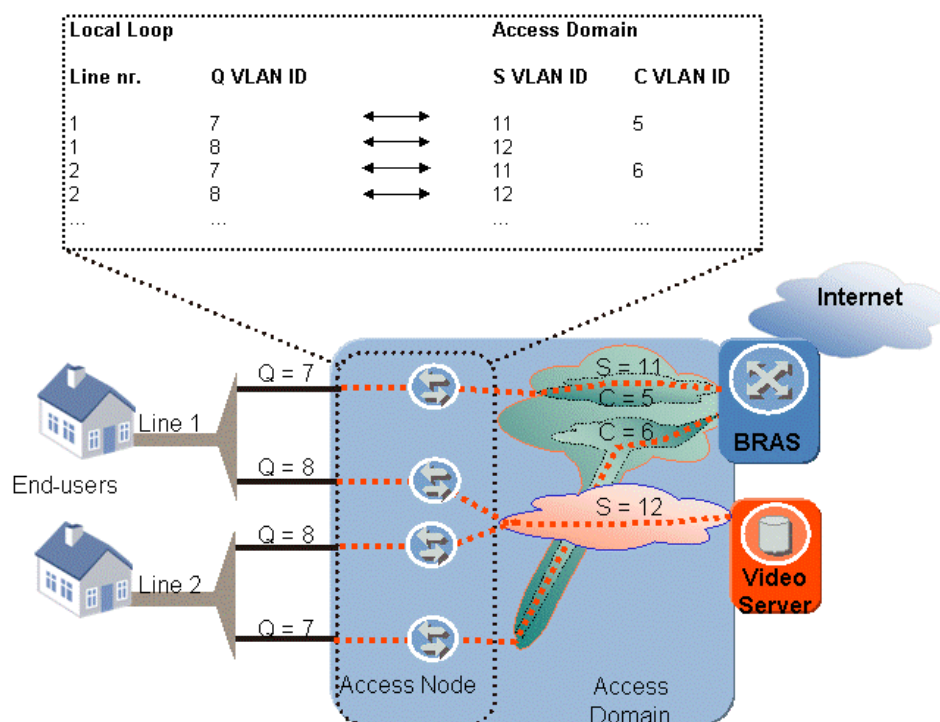 Local Loop Access Domain
Line nr. Q VLAN ID S VLAN ID C VLAN ID
1 7 11 5
1 8 12
2 7 11 6
2 8 12
... ... ... ...
Internet
Q = 7
S = 11
Line 1
C = 5
C = 6
BRAS
Q = 8
End-users
S = 12
Q = 8
Line 2
Video
Server
Q = 7
Access Node
Access
Domain